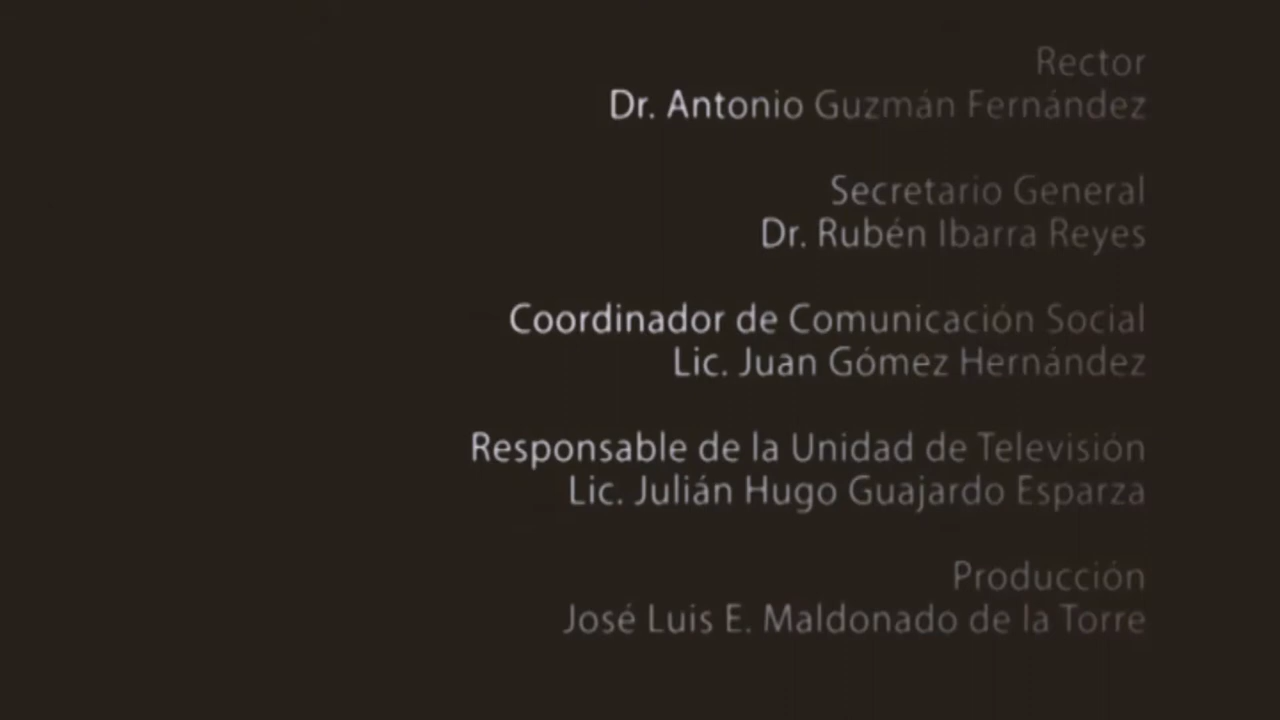 Rector
Dr. Antonio Guzmán Fernández
Secretario General
Dr. Rubén Ibarra Reyes
Coordinador de Comunicación Social
Lic. Juan Gómez Hernández
Responsable de la Unidad de Televisión
Lic. Julián Hugo Guajardo Esparza
Producción
José Luis E. Maldonado de la Torre